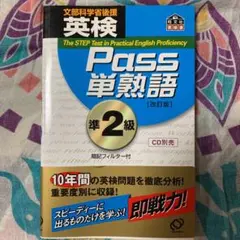 文部科学省後援
英検
The STEP Test in Practical English Proficiency
Pass
単熟語
[改訂版]
準2級
CD別売
暗記フィルター付
10年間の英検問題を徹底分析!
重要度別に収録!
スピーディーに
出るものだけを学ぶ!
即戦力!